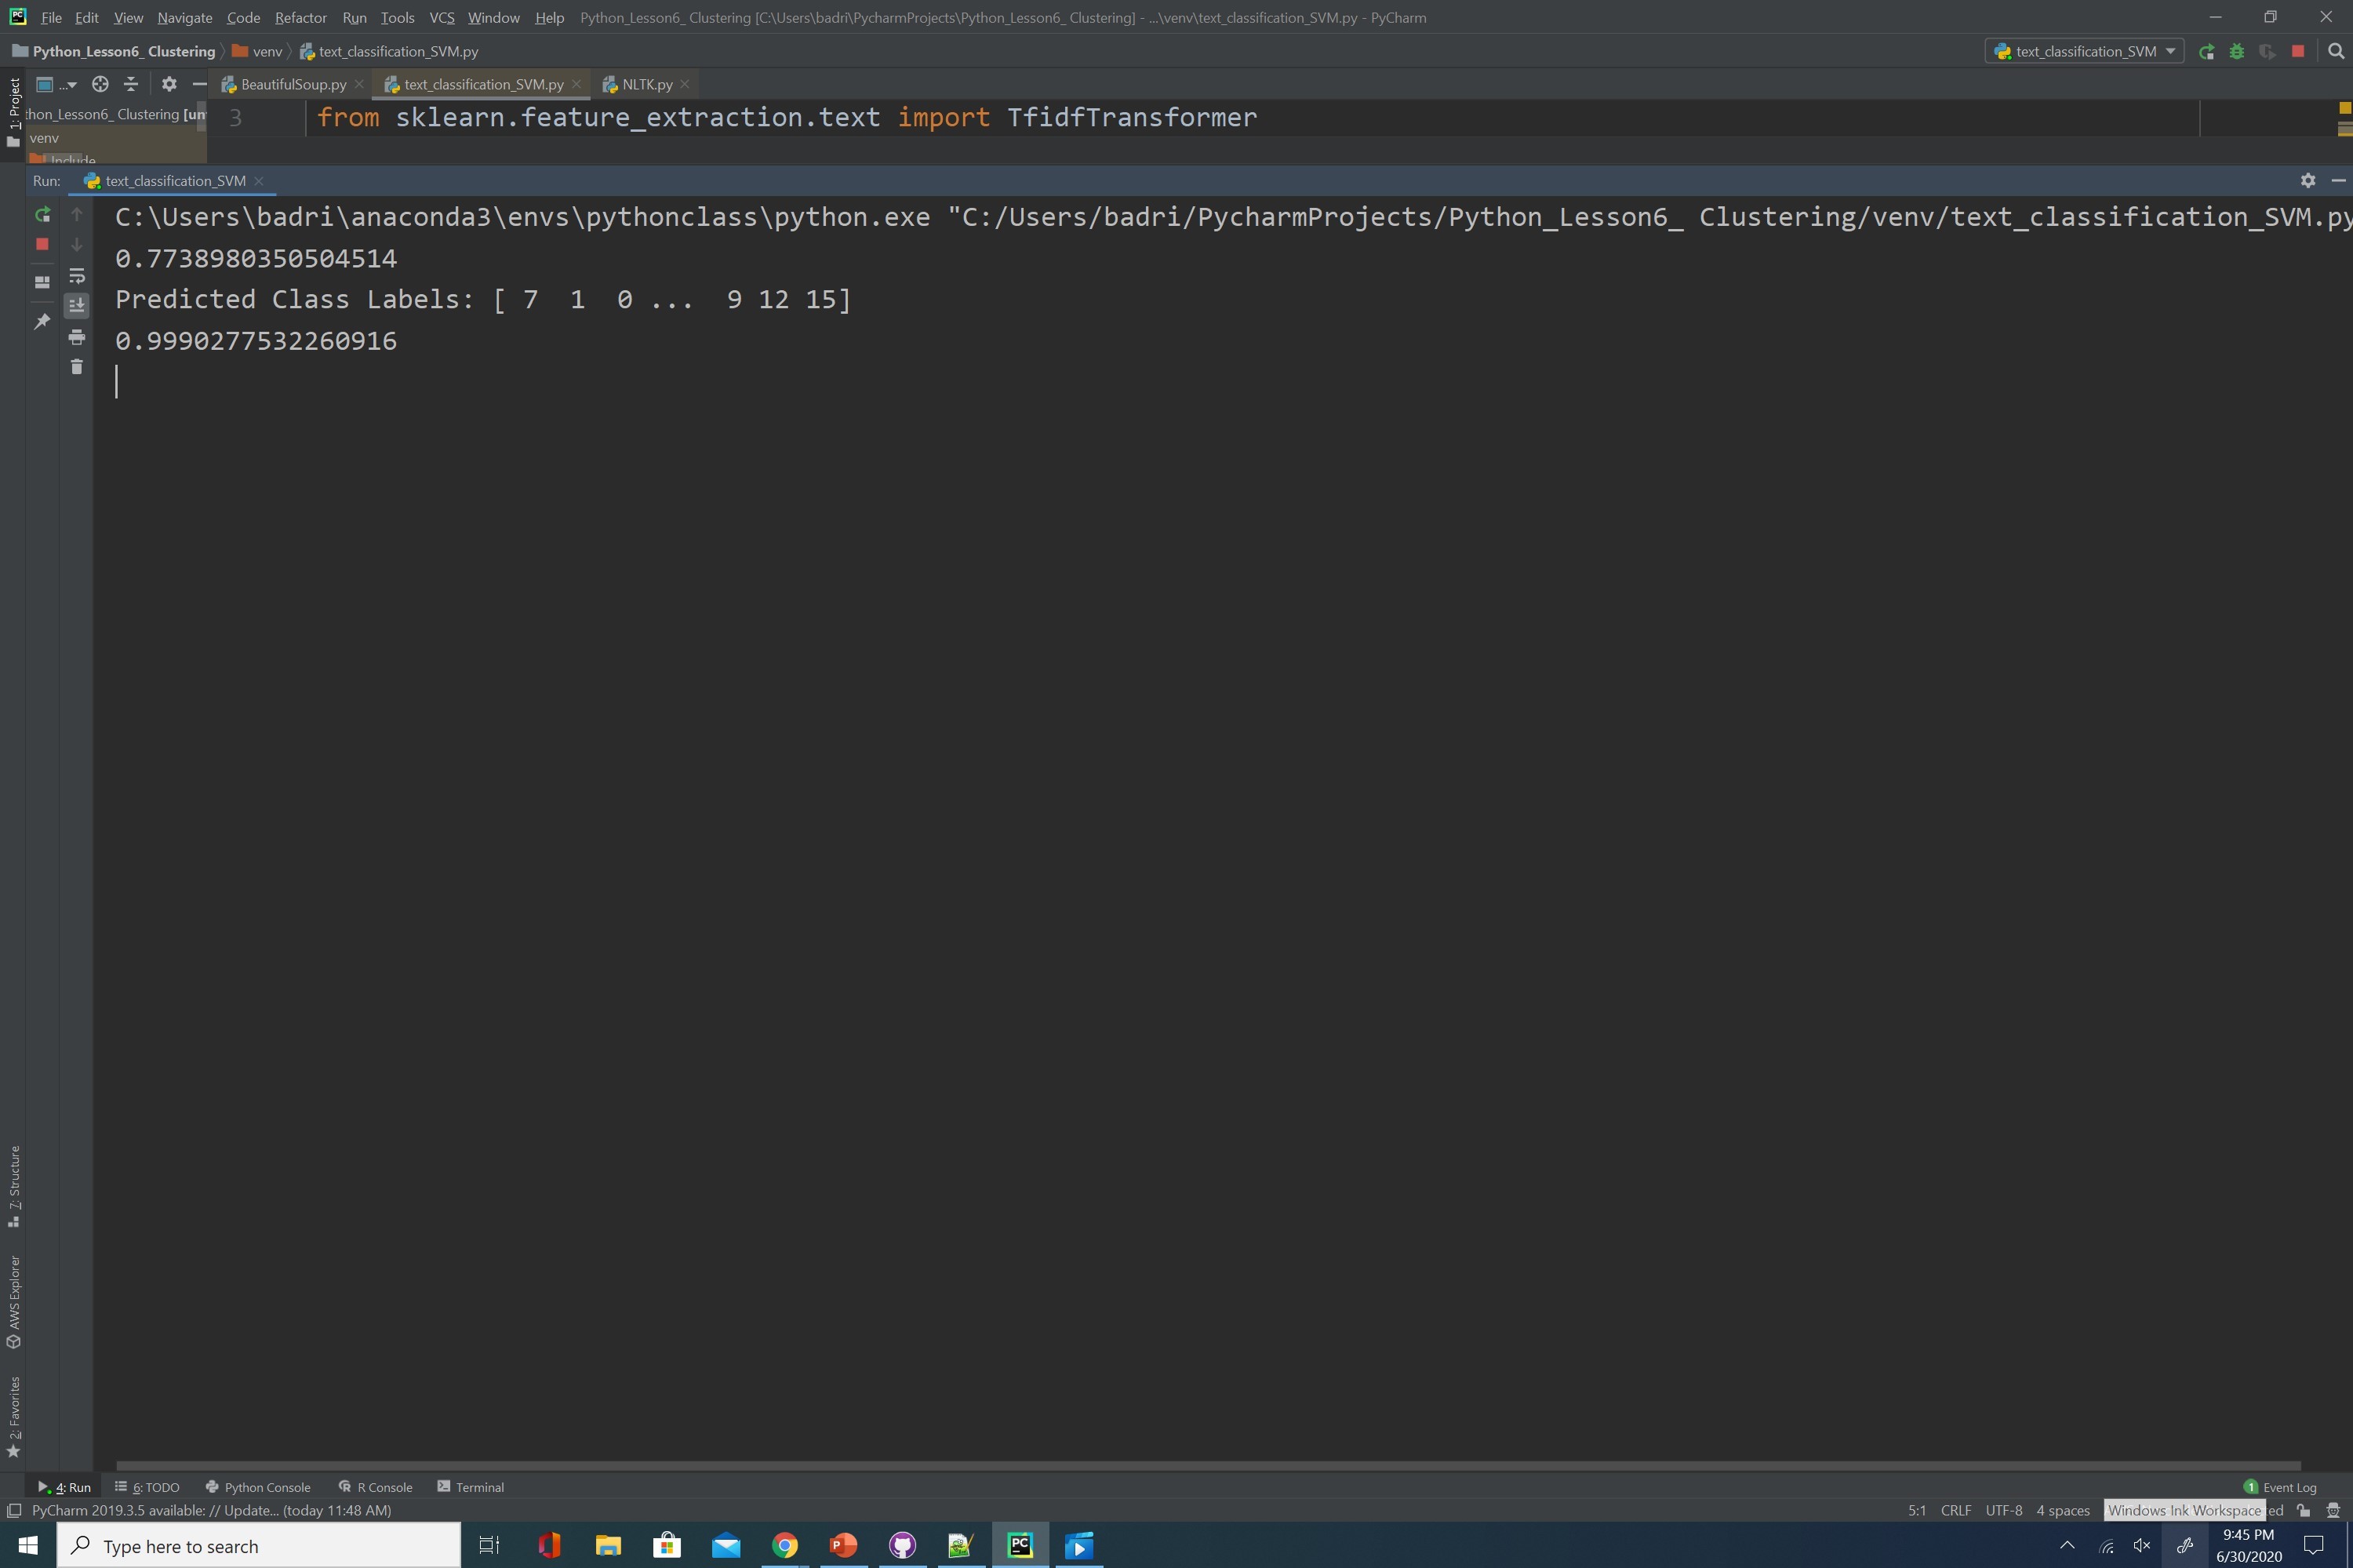 File Edit View Navigate Code Refactor Run Tools VCS Window Help Python_Lesson6_ Clustering [C:\Users\badri\PycharmProjects\Python_Lesson6_ Clustering] - ...\venv\text_classification_SVM.py - PyCharm
Python_Lesson6_ Clustering venv text_classification_SVM.py text_classification_SVM
1: Project
... BeautifulSoup.py text_classification_SVM.py NLTK.py
hon_Lesson6_ Clustering [un
3 from sklearn.feature_extraction.text import TfidfTransformer
venv
Include
Run: text_classification_SVM
C:\Users\badri\anaconda3\envs\pythonclass\python.exe "C:/Users/badri/PycharmProjects/Python_Lesson6_ Clustering/venv/text_classification_SVM.py
0.7738980350504514
Predicted Class Labels: [ 7 1 0 ... 9 12 15]
0.9990277532260916
7: Structure
AWS Explorer
2: Favorites
4: Run 6: TODO Python Console R Console Terminal 1 Event Log
PyCharm 2019.3.5 available: // Update... (today 11:48 AM) 5:1 CRLF UTF-8 4 spaces Windows Ink Workspace ed
Type here to search
9:45 PM
6/30/2020